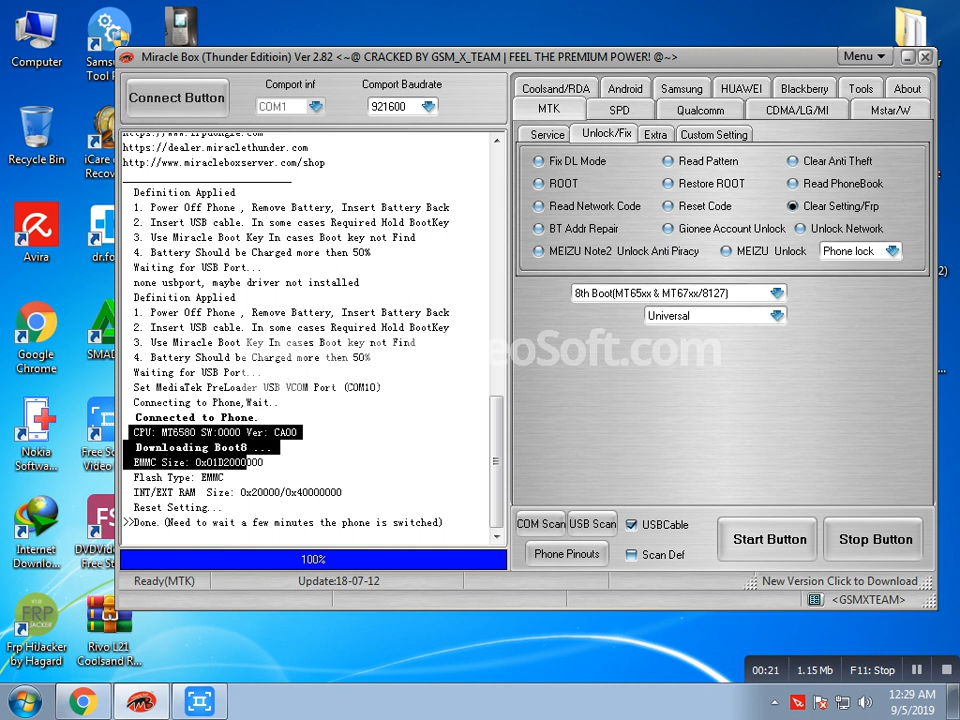 Computer
Samsu
Tool P
Recycle Bin
iCare
Recov
Avira
dr.fo
Google
Chrome
SMAD
Nokia
Softwa...
Free S
Video
Internet
Downlo...
DVDVid
Free St
Frp HiJacker
by Hagard
Rivo L21
Coolsand R...
Miracle Box (Thunder Editioin) Ver 2.82 <~@ CRACKED BY GSM_X_TEAM | FEEL THE PREMIUM POWER! @~>
Menu
Connect Button
Comport inf
COM1
Comport Baudrate
921600
https://dealer.miraclethunder.com
http://www.miracleboxserver.com/shop
Definition Applied
1. Power Off Phone , Remove Battery, Insert Battery Back
2. Insert USB cable. In some cases Required Hold BootKey
3. Use Miracle Boot Key In cases Boot key not Find
4. Battery Should be Charged more then 50%
Waiting for USB Port...
none usbport, maybe driver not installed
Definition Applied
1. Power Off Phone , Remove Battery, Insert Battery Back
2. Insert USB cable. In some cases Required Hold BootKey
3. Use Miracle Boot Key In cases Boot key not Find
4. Battery Should be Charged more then 50%
Waiting for USB Port...
Set MediaTek PreLoader USB VCOM Port (COM10)
Connecting to Phone,Wait..
Connected to Phone.
CPU: MT6580 SW:0000 Ver: CA00
Downloading Boot8 ...
EMMC Size: 0x01D2000000
Flash Type: EMMC
INT/EXT RAM Size: 0x20000/0x40000000
Reset Setting...
>>Done.(Need to wait a few minutes the phone is switched)
100%
Ready(MTK)
Update:18-07-12
New Version Click to Download
<GSMXTEAM>
Coolsand/RDA Android Samsung HUAWEI Blackberry Tools About
MTK SPD Qualcomm CDMA/LG/MI Mstar/W
Service Unlock/Fix Extra Custom Setting
Fix DL Mode Read Pattern Clear Anti Theft
ROOT Restore ROOT Read PhoneBook
Read Network Code Reset Code Clear Setting/Frp
BT Addr Repair Gionee Account Unlock Unlock Network
MEIZU Note2 Unlock Anti Piracy MEIZU Unlock Phone lock
8th Boot(MT65xx & MT67xx/8127)
Universal
eoSoft.com
COM Scan USB Scan USBCable
Phone Pinouts Scan Def
Start Button Stop Button
00:21 1.15 Mb F11: Stop
12:29 AM
9/5/2019